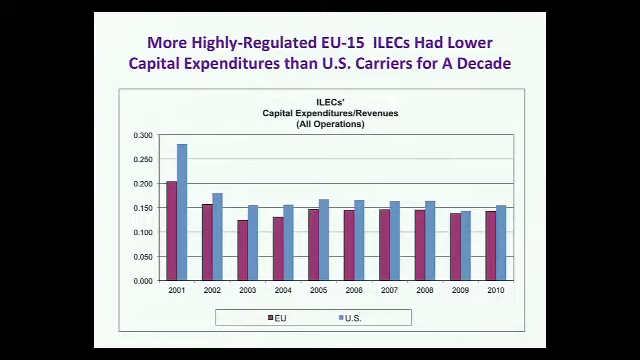 More Highly-Regulated EU-15 ILECs Had Lower
Capital Expenditures than U.S. Carriers for A Decade
ILECs'
Capital Expenditures/Revenues
(All Operations)
0.300
0.250
0.200
0.150
0.100
0.050
0.000
2001 2002 2003 2004 2005 2006 2007 2008 2009 2010
EU U.S.